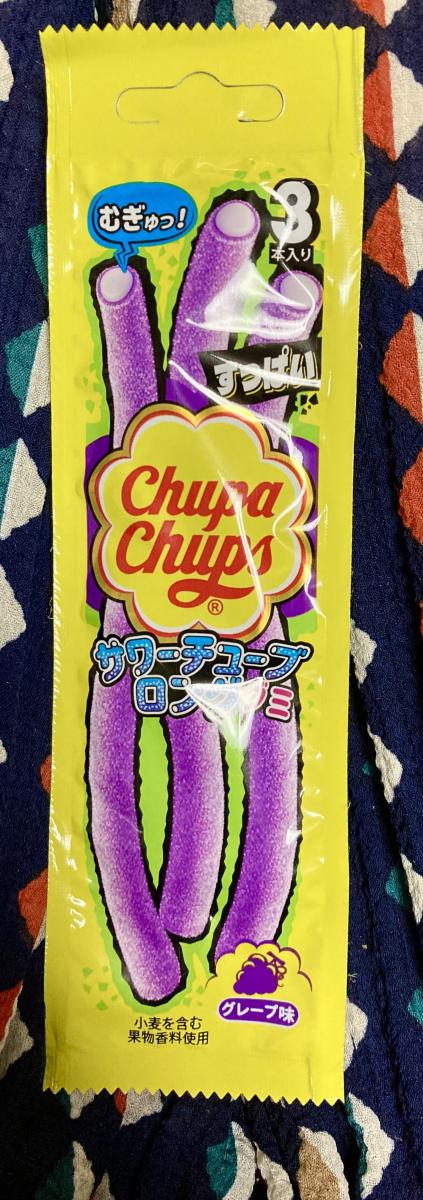 むぎゅっ!
3
本入り
すっぱい
Chupa
Chups
®
サワーチューブ
ロンググミ
グレープ味
小麦を含む
果物香料使用